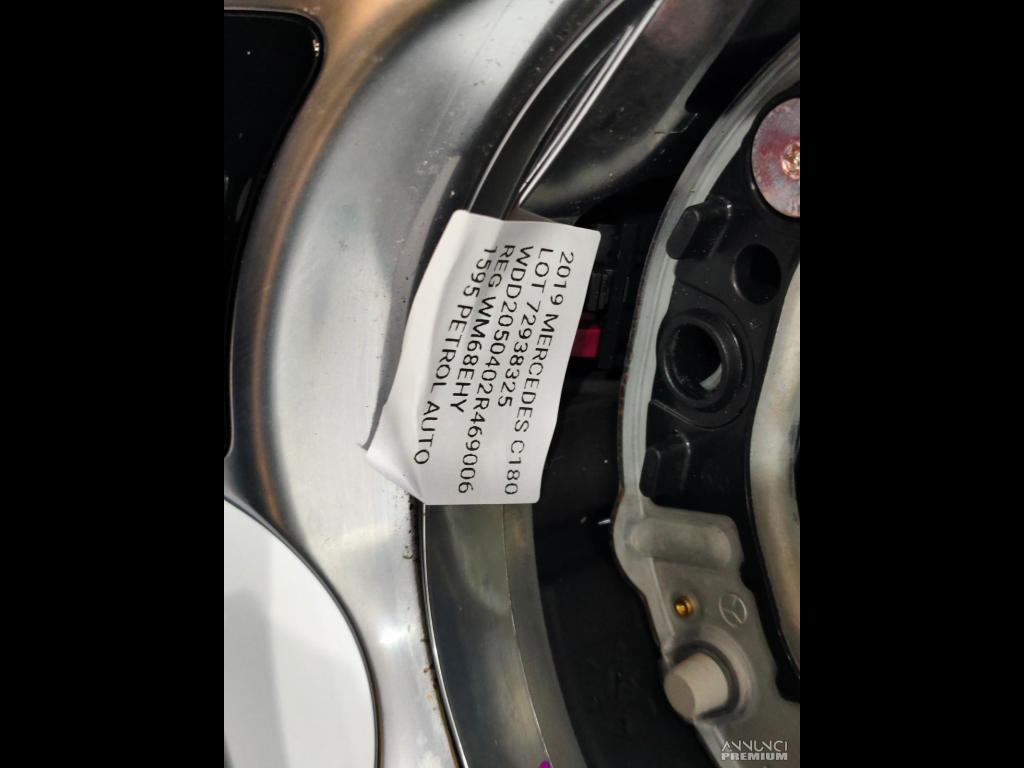 2019 MERCEDES C180
LOT 72938325
WDD2050402R469006
REG WM68EHY
1595 PETROL AUTO
ANNUNCI
PREMIUM